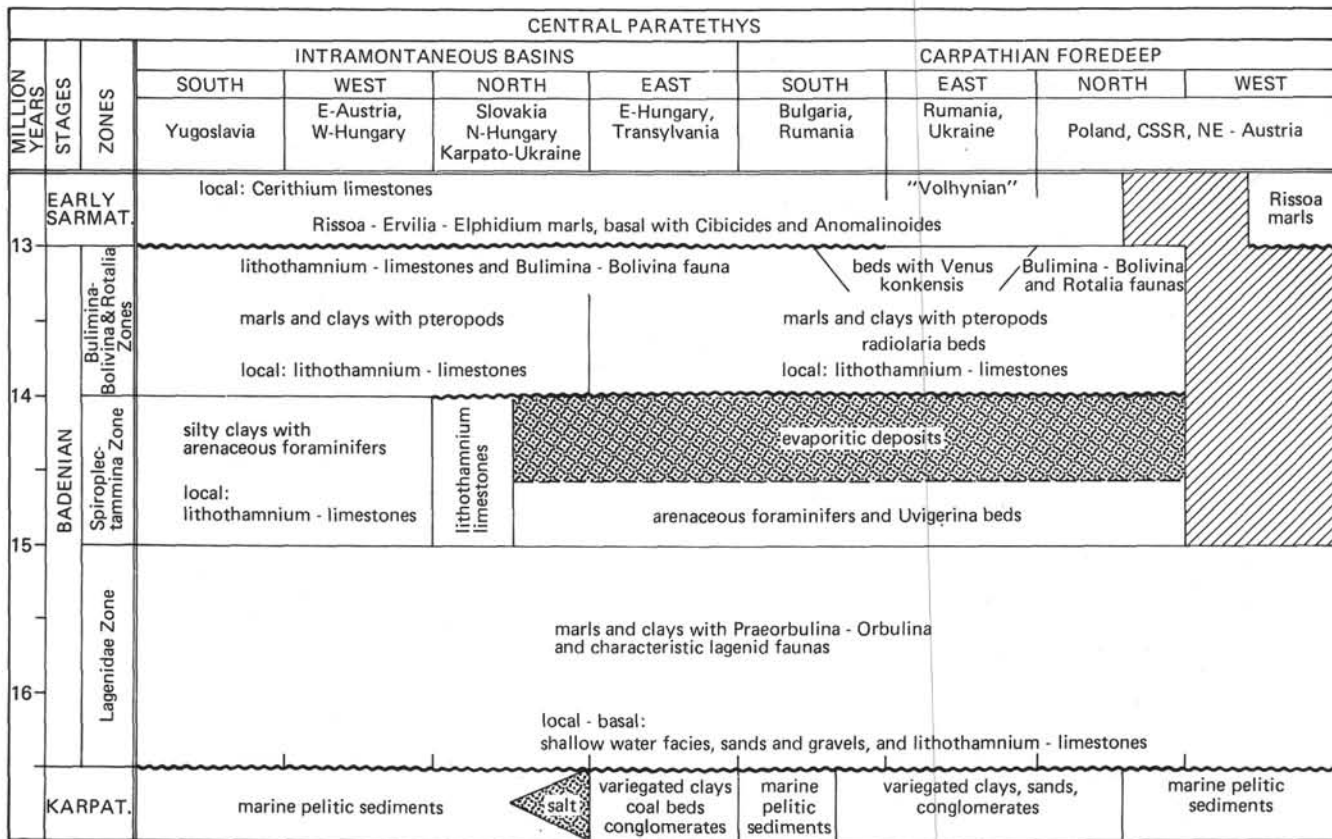 CENTRAL PARATETHYS
MILLION YEARS
STAGES
ZONES
INTRAMONTANEOUS BASINS
CARPATHIAN FOREDEEP
SOUTH
WEST
NORTH
EAST
SOUTH
EAST
NORTH
WEST
Yugoslavia
E-Austria,
W-Hungary
Slovakia
N-Hungary
Karpato-Ukraine
E-Hungary,
Transylvania
Bulgaria,
Rumania
Rumania,
Ukraine
Poland, CSSR, NE - Austria
EARLY
SARMAT.
local: Cerithium limestones
"Volhynian"
Rissoa - Ervilia - Elphidium marls, basal with Cibicides and Anomalinoides
Rissoa
marls
13
BADENIAN
Bulimina-
Bolivina & Rotalia
Zones
lithothamnium - limestones and Bulimina - Bolivina fauna
beds with Venus
konkensis
Bulimina - Bolivina
and Rotalia faunas
marls and clays with pteropods
marls and clays with pteropods
radiolaria beds
local: lithothamnium - limestones
local: lithothamnium - limestones
14
Spiroplec-
tammina Zone
silty clays with
arenaceous foraminifers
local:
lithothamnium - limestones
lithothamnium
limestones
evaporitic deposits
arenaceous foraminifers and Uvigerina beds
15
Lagenidae Zone
marls and clays with Praeorbulina - Orbulina
and characteristic lagenid faunas
16
local - basal:
shallow water facies, sands and gravels, and lithothamnium - limestones
KARPAT.
marine pelitic sediments
salt
variegated clays
coal beds
conglomerates
marine
pelitic
sediments
variegated clays, sands,
conglomerates
marine pelitic
sediments